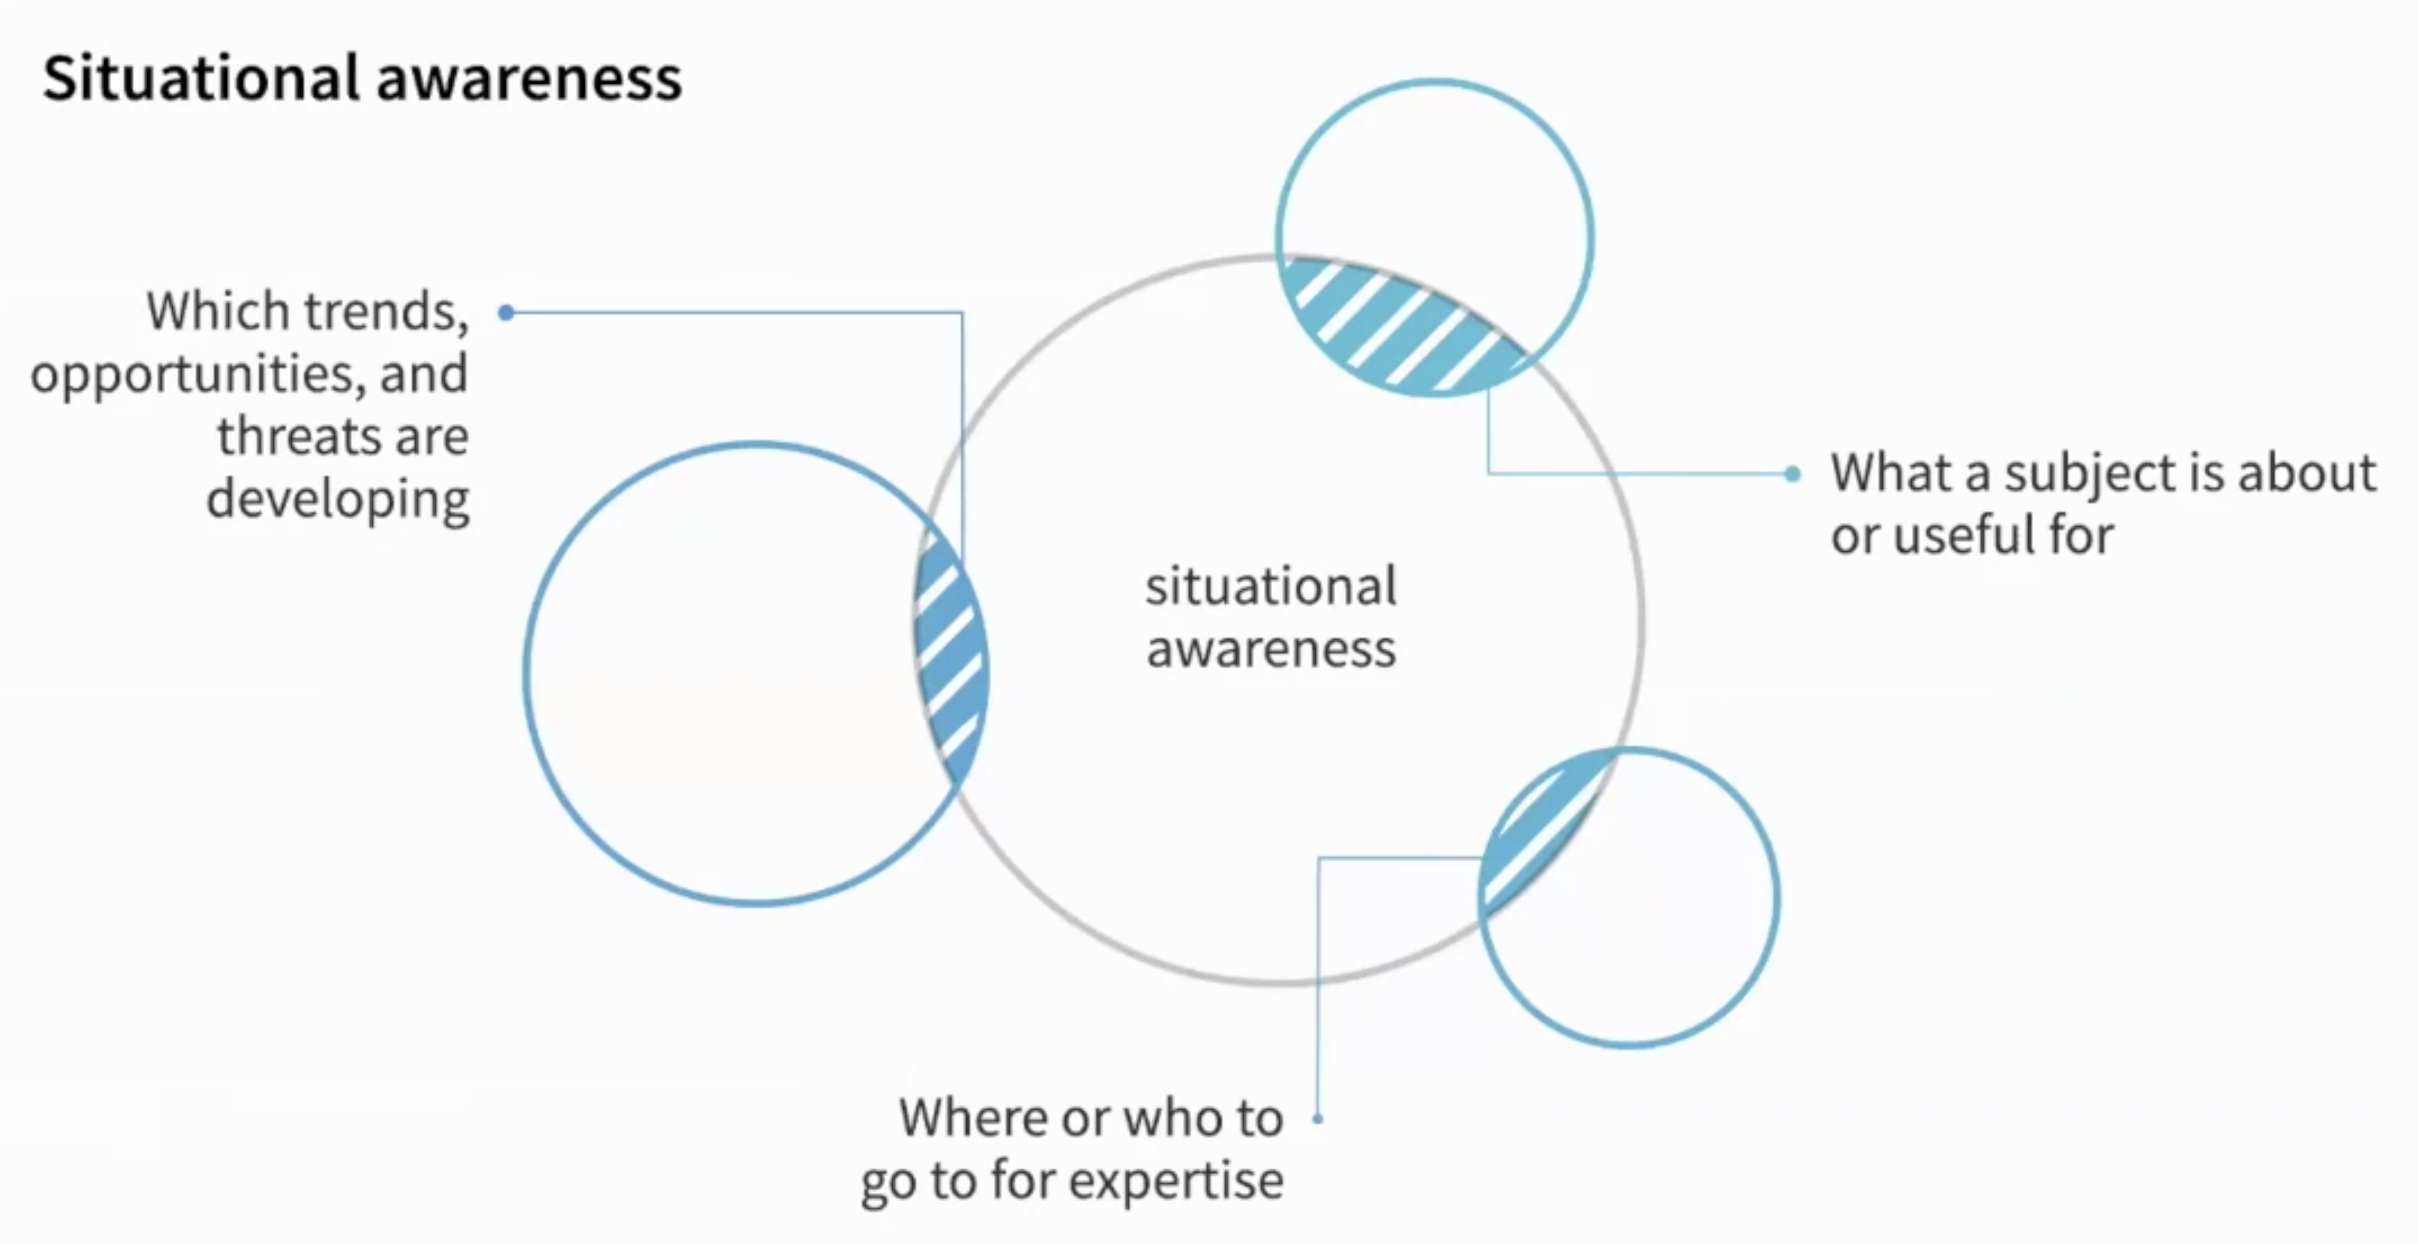 Situational awareness
Which trends,
opportunities, and
threats are
developing
What a subject is about
or useful for
situational
awareness
Where or who to
go to for expertise